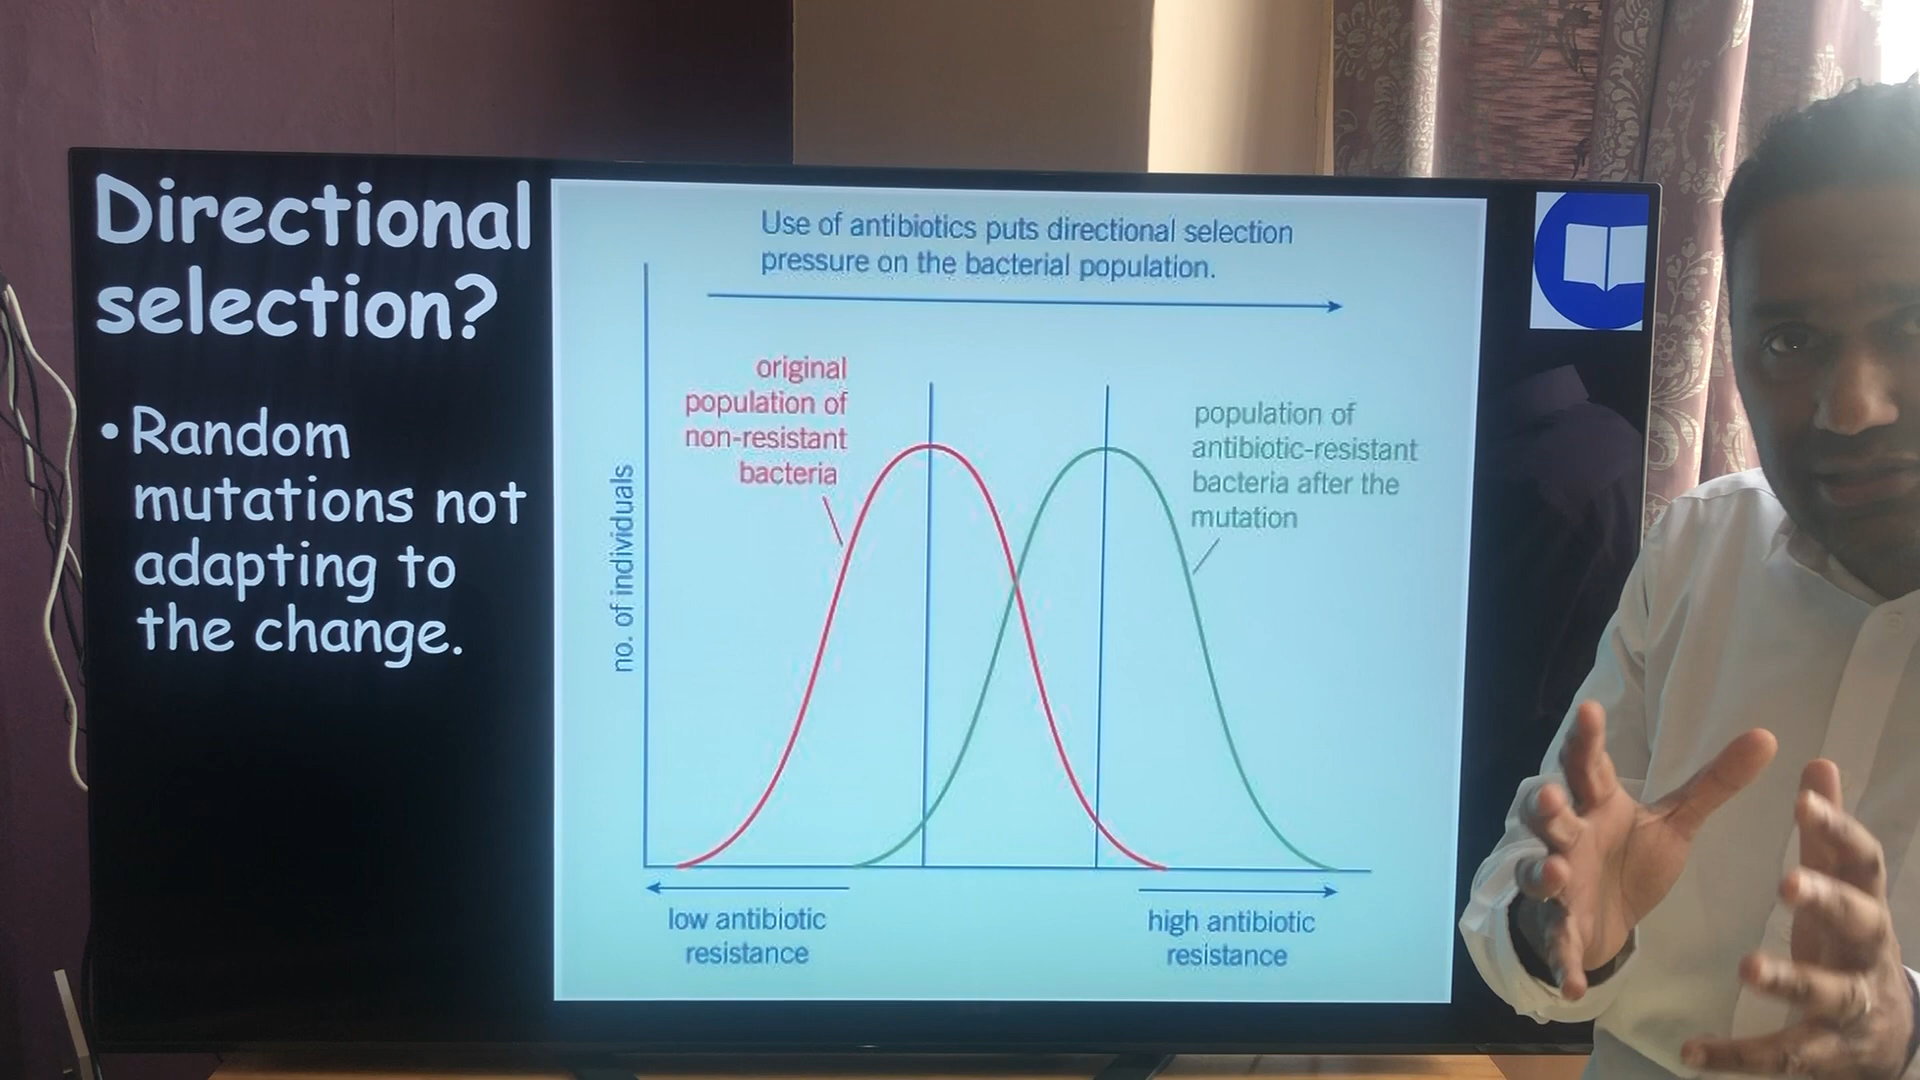 Directional
selection?
• Random
mutations not
adapting to
the change.
Use of antibiotics puts directional selection
pressure on the bacterial population.
original
population of
non-resistant
bacteria
population of
antibiotic-resistant
bacteria after the
mutation
no. of individuals
low antibiotic
resistance
high antibiotic
resistance